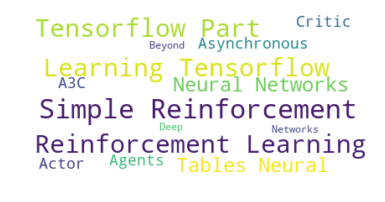 Tensorflow Part Critic
Beyond Asynchronous
Learning Tensorflow
A3C Neural Networks
Simple Reinforcement
Deep Networks
Reinforcement Learning
Actor Agents Tables Neural